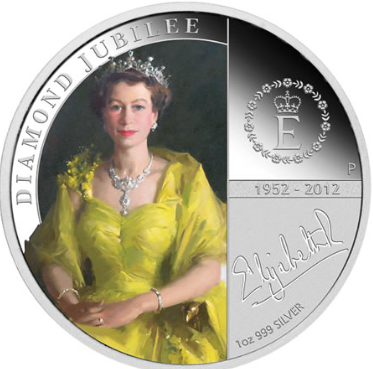 DIAMOND JUBILEE
E
P
1952 - 2012
Elizabeth R
1oz 999 SILVER